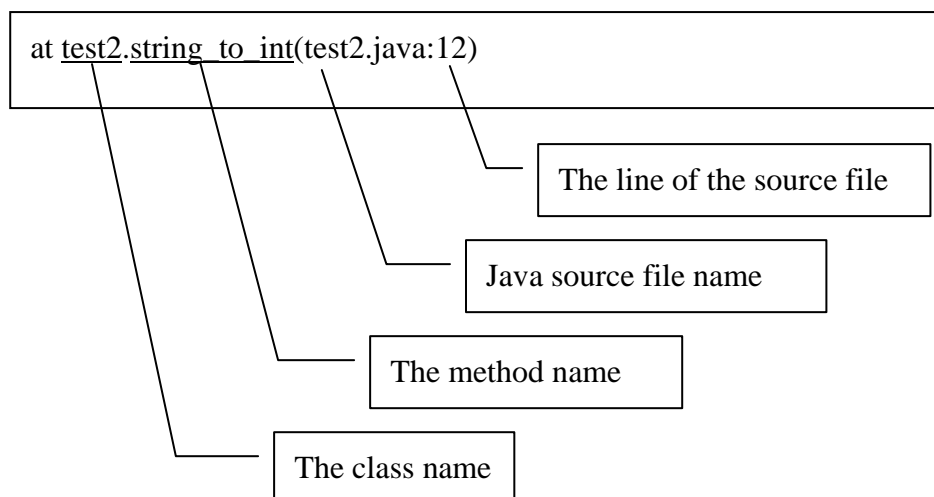 at test2.string_to_int(test2.java:12)
The line of the source file
Java source file name
The method name
The class name